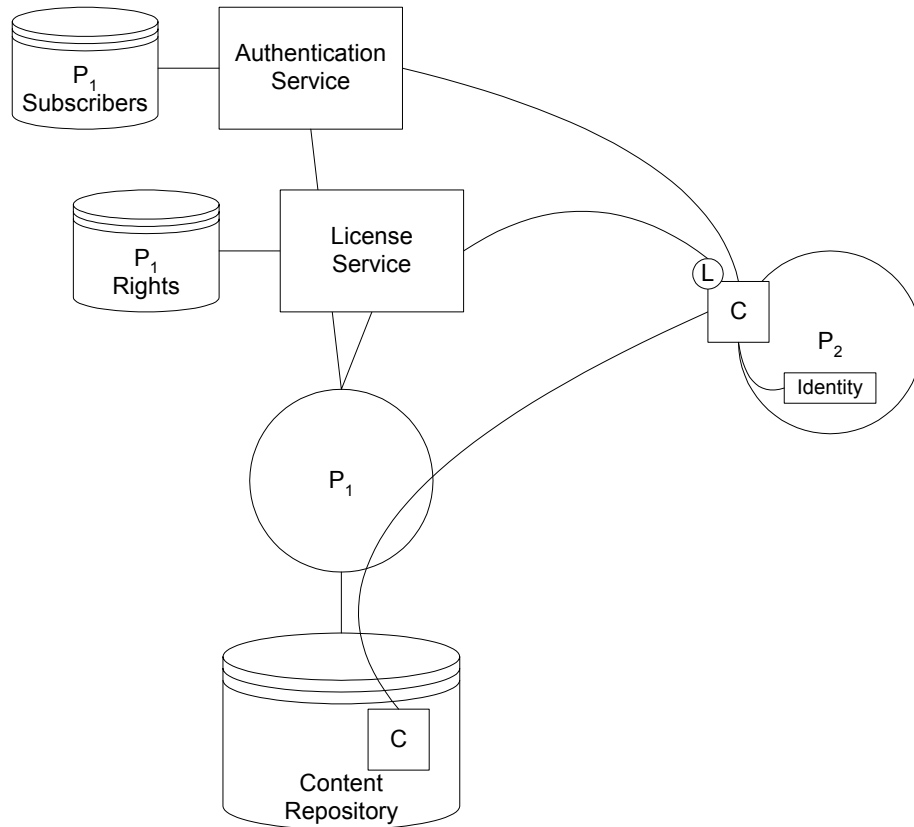 Authentication
Service
P₁
Subscribers
License
Service
P₁
Rights
L
C
P₂
Identity
P₁
C
Content
Repository